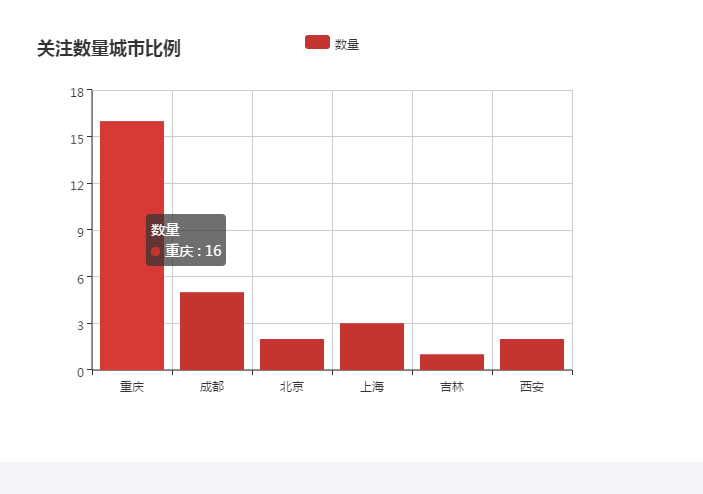 关注数量城市比例
数量
18
15
12
9
6
3
0
数量
重庆 : 16
重庆 成都 北京 上海 吉林 西安